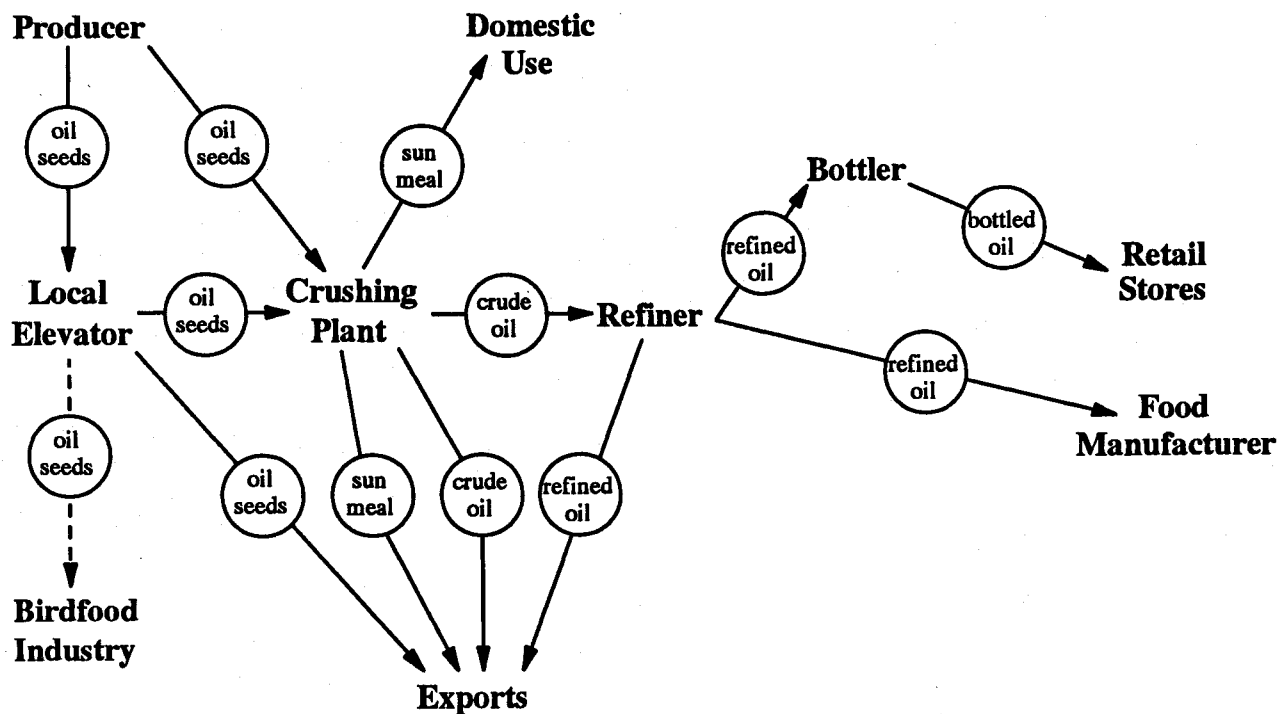 Producer
Domestic
Use
oil
seeds
oil
seeds
sun
meal
Bottler
refined
oil
bottled
oil
Retail
Stores
Local
Elevator
oil
seeds
Crushing
Plant
crude
oil
Refiner
refined
oil
Food
Manufacturer
oil
seeds
oil
seeds
sun
meal
crude
oil
refined
oil
Birdfood
Industry
Exports